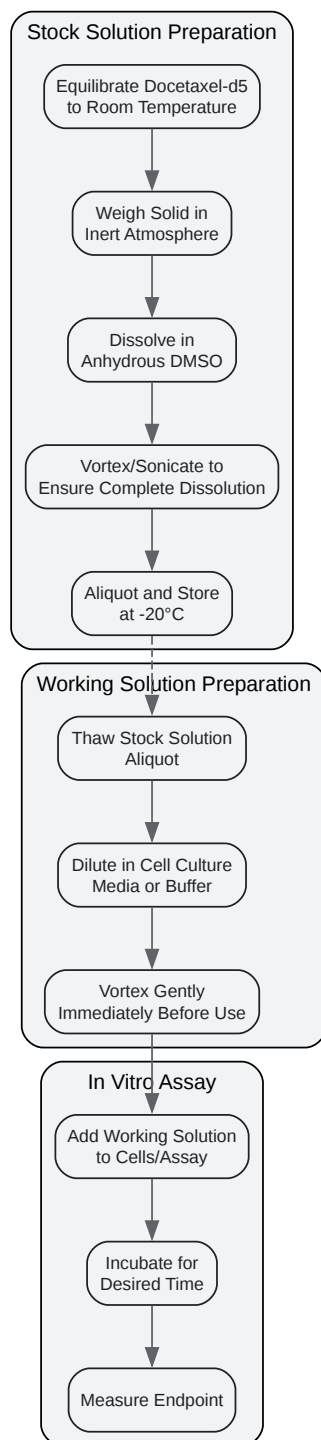 Stock Solution Preparation
Equilibrate Docetaxel-d5
to Room Temperature
Weigh Solid in
Inert Atmosphere
Dissolve in
Anhydrous DMSO
Vortex/Sonicate to
Ensure Complete Dissolution
Aliquot and Store
at -20°C
Working Solution Preparation
Thaw Stock Solution
Aliquot
Dilute in Cell Culture
Media or Buffer
Vortex Gently
Immediately Before Use
In Vitro Assay
Add Working Solution
to Cells/Assay
Incubate for
Desired Time
Measure Endpoint